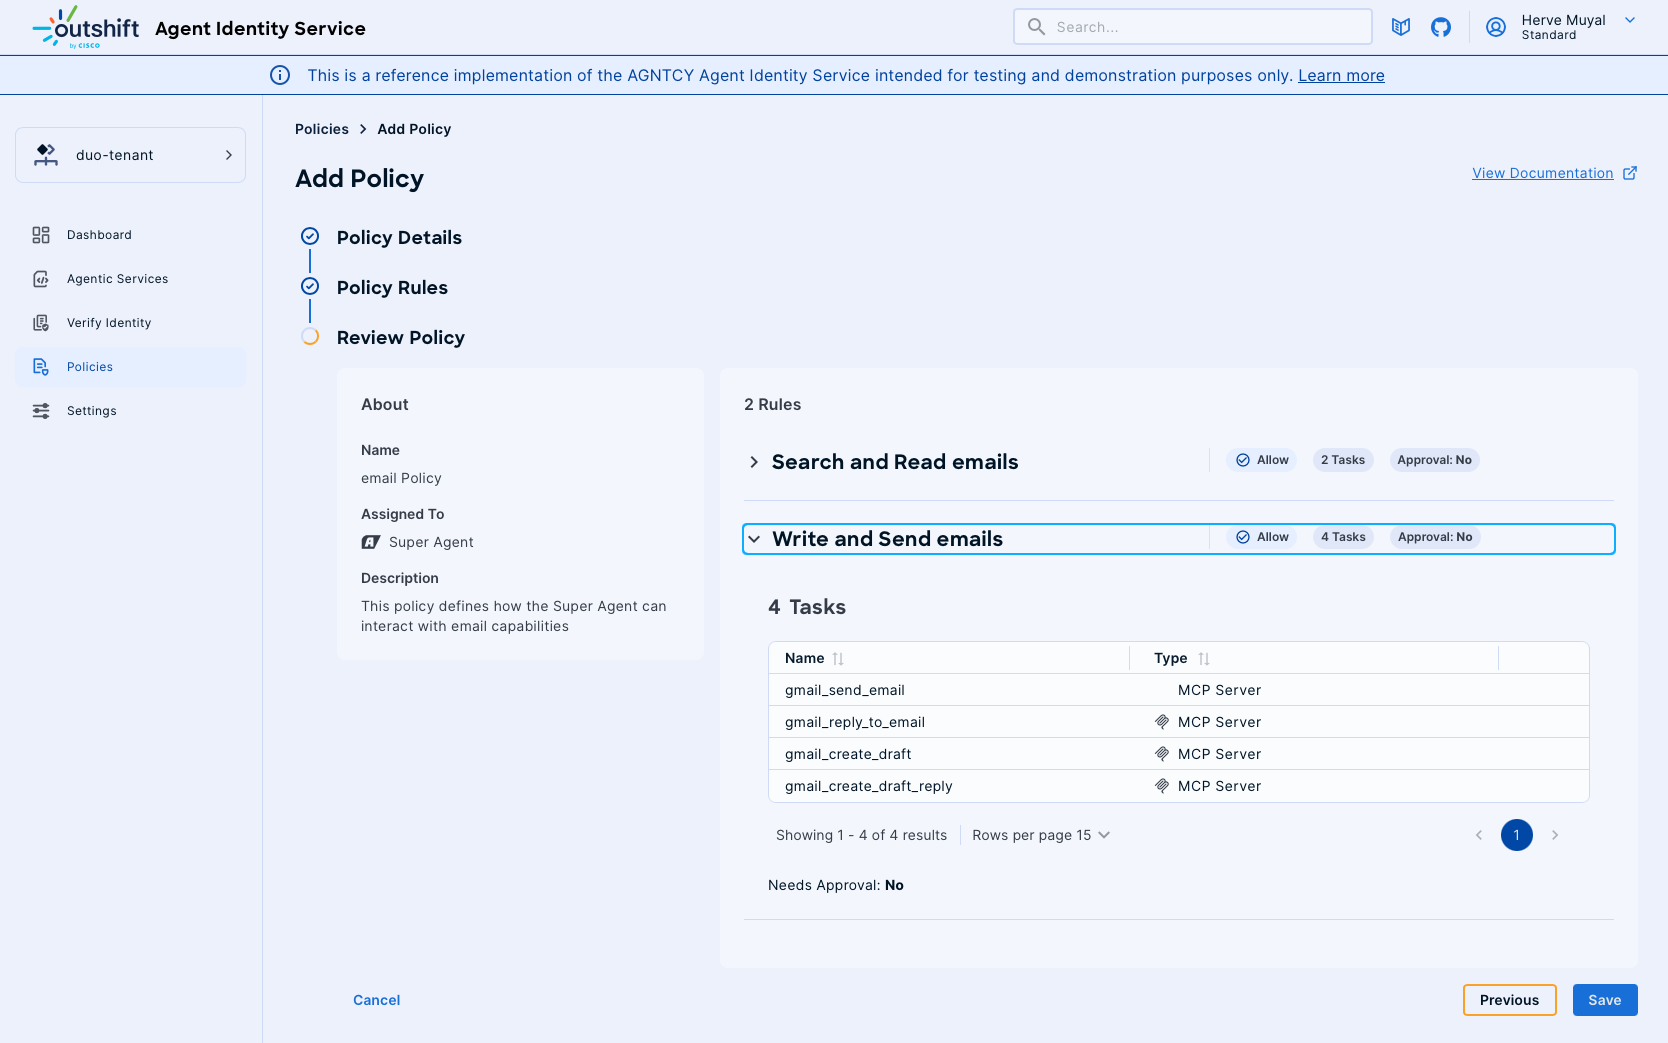 outshift
by CISCO
Agent Identity Service
Search...
Herve Muyal
Standard
This is a reference implementation of the AGNTCY Agent Identity Service intended for testing and demonstration purposes only. Learn more
duo-tenant
Dashboard
Agentic Services
Verify Identity
Policies
Settings
Policies > Add Policy
Add Policy
View Documentation
Policy Details
Policy Rules
Review Policy
About
Name
email Policy
Assigned To
Super Agent
Description
This policy defines how the Super Agent can
interact with email capabilities
2 Rules
Search and Read emails
Allow
2 Tasks
Approval: No
Write and Send emails
Allow
4 Tasks
Approval: No
4 Tasks
Name Type
gmail_send_email MCP Server
gmail_reply_to_email MCP Server
gmail_create_draft MCP Server
gmail_create_draft_reply MCP Server
Showing 1 - 4 of 4 results
Rows per page 15
1
Needs Approval: No
Cancel
Previous
Save